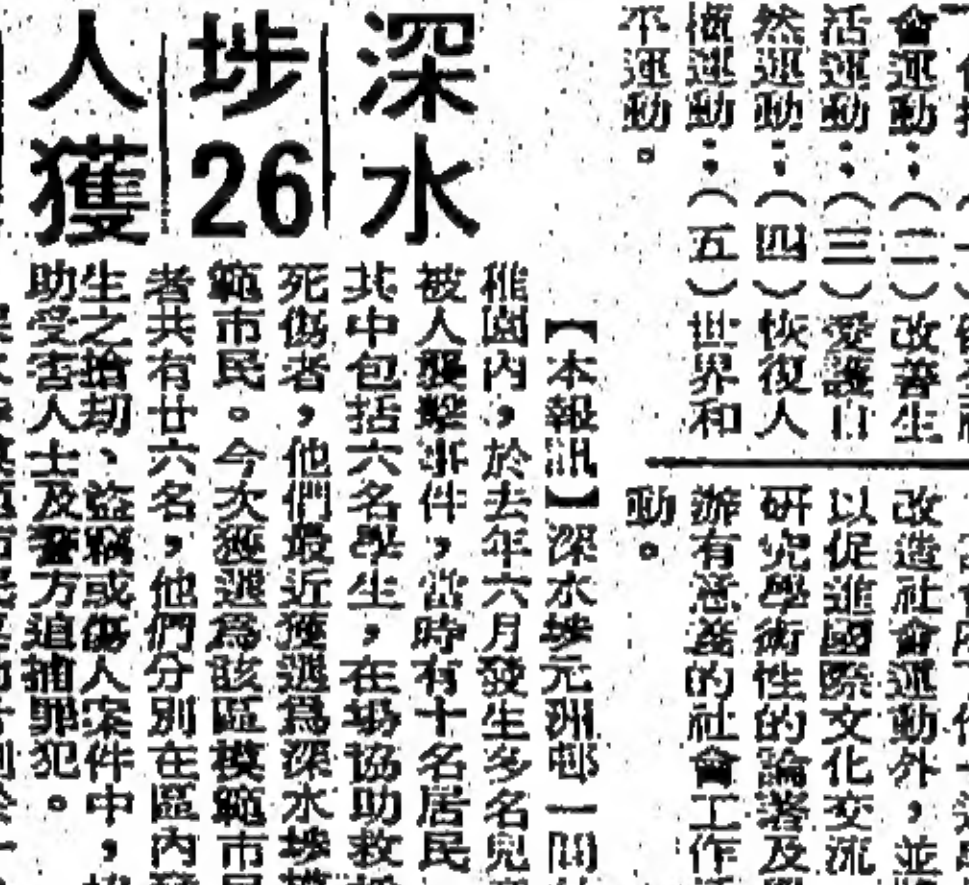 會運動：（二）改善生
活運動：（三）愛護自
然運動：（四）恢復人
權運動：（五）世界和
平運動。
改造社會運動外，並
以促進國際文化交流
研究學術性的論著及
辦有意義的社會工作
動。
深水
埗26
人獲
【本報訊】深水埗元洲邨一間
稚園內，於去年六月發生多名兒
被人襲擊事件，當時有十名居民
其中包括六名學生，在場協助救
死傷者，他們最近獲選爲深水埗
範市民。今次獲選爲該區模範市民
者共有廿六名，他們分別在區內發
生之搶劫、盜竊或傷人案件中，
助受害人士及警方追捕罪犯。